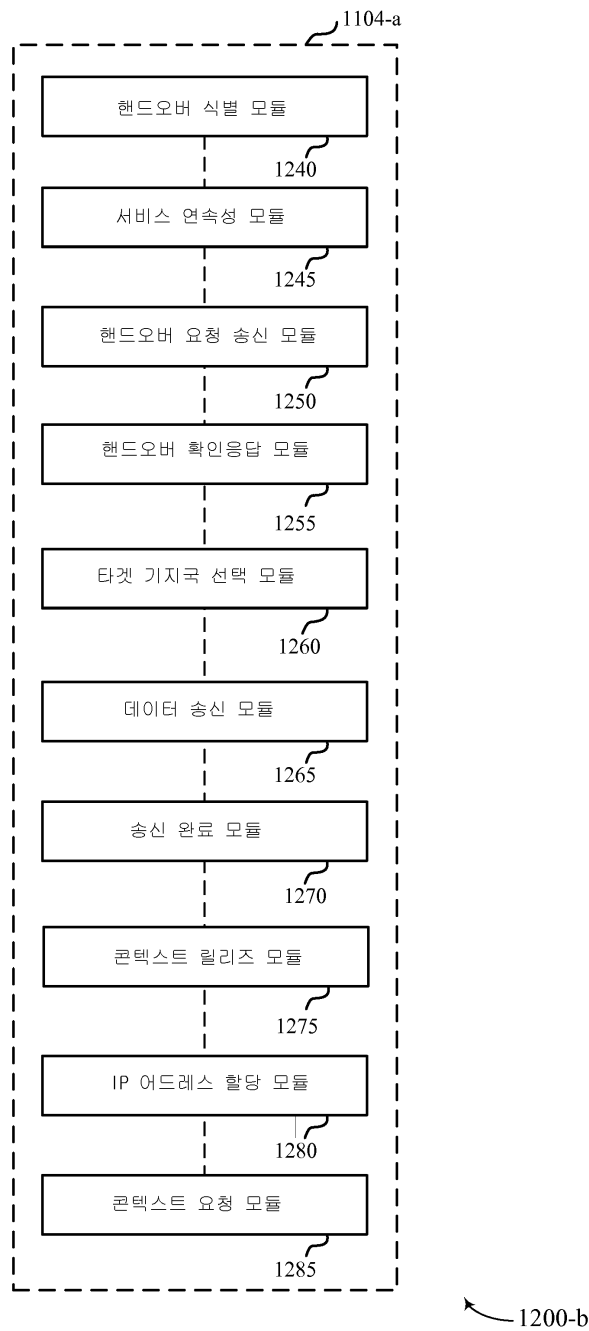 1104-a
핸드오버 식별 모듈
1240
서비스 연속성 모듈
1245
핸드오버 요청 송신 모듈
1250
핸드오버 확인응답 모듈
1255
타겟 기지국 선택 모듈
1260
데이터 송신 모듈
1265
송신 완료 모듈
1270
콘텍스트 릴리즈 모듈
1275
IP 어드레스 할당 모듈
1280
콘텍스트 요청 모듈
1285
1200-b